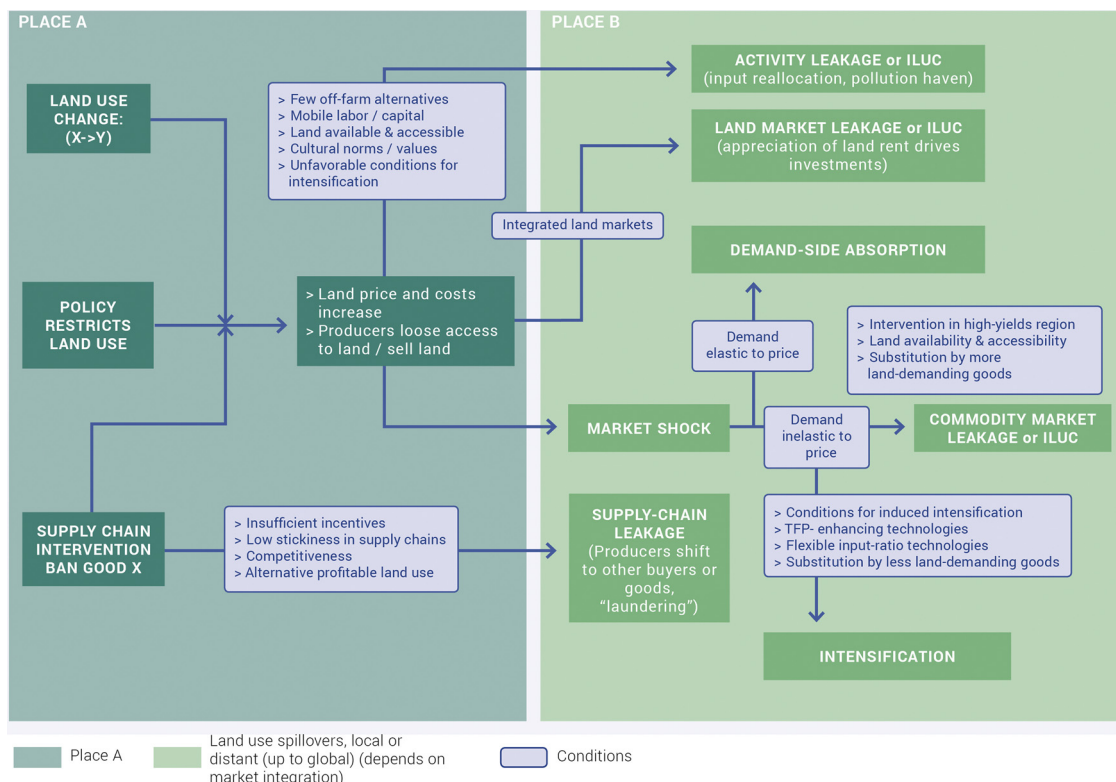 PLACE A
LAND USE
CHANGE:
(X->Y)
POLICY
RESTRICTS
LAND USE
SUPPLY CHAIN
INTERVENTION
BAN GOOD X
> Few off-farm alternatives
> Mobile labor / capital
> Land available & accessible
> Cultural norms / values
> Unfavorable conditions for
intensification
> Land price and costs
increase
> Producers loose access
to land / sell land
> Insufficient incentives
> Low stickiness in supply chains
> Competitiveness
> Alternative profitable land use
Integrated land markets
PLACE B
ACTIVITY LEAKAGE or ILUC
(input reallocation, pollution haven)
LAND MARKET LEAKAGE or ILUC
(appreciation of land rent drives
investments)
DEMAND-SIDE ABSORPTION
Demand
elastic to price
> Intervention in high-yields region
> Land availability & accessibility
> Substitution by more
land-demanding goods
MARKET SHOCK
Demand
inelastic to
price
COMMODITY MARKET
LEAKAGE or ILUC
SUPPLY-CHAIN
LEAKAGE
(Producers shift
to other buyers or
goods,
“laundering”)
> Conditions for induced intensification
> TFP- enhancing technologies
> Flexible input-ratio technologies
> Substitution by less land-demanding goods
INTENSIFICATION
Place A
Land use spillovers, local or
distant (up to global) (depends on
market integration)
Conditions